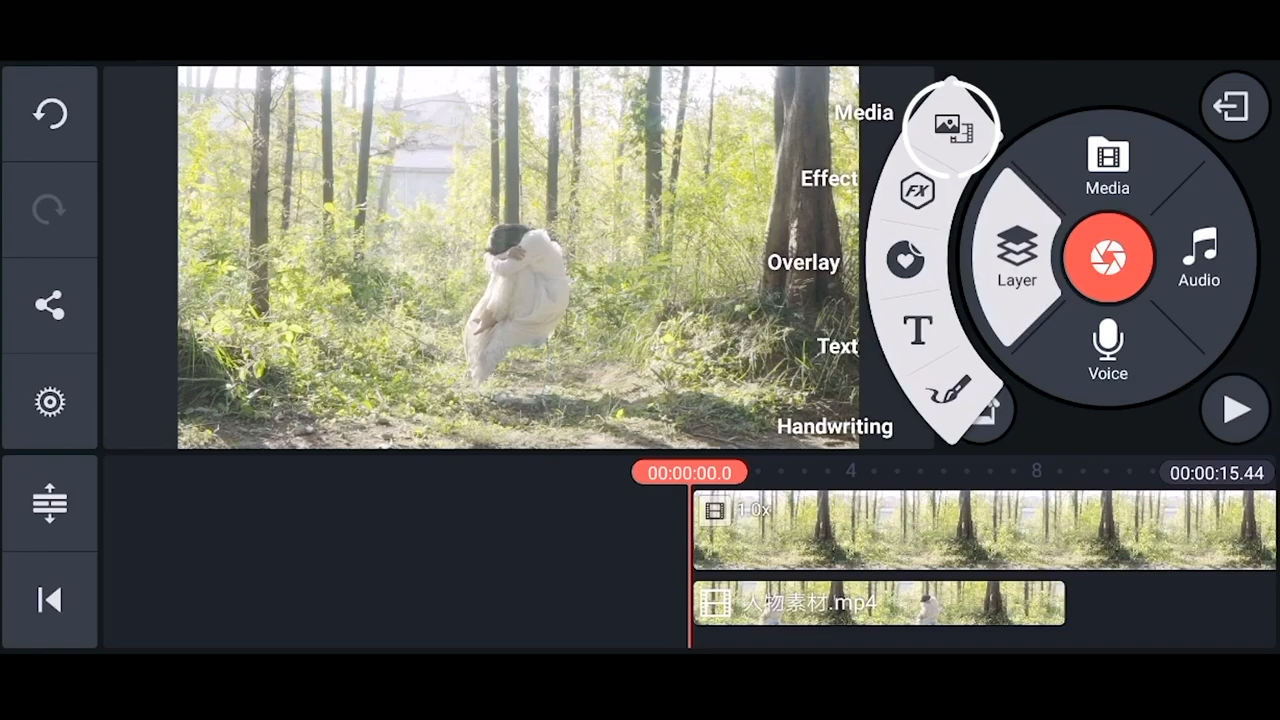 Media
Effect
Overlay
Text
Handwriting
FX
T
Media
Layer
Audio
Voice
00:00:00.0
4
8
00:00:15.44
1.0x
人物素材.mp4